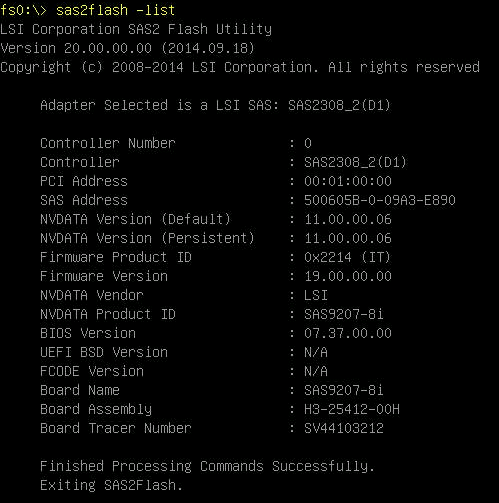 fs0:\> sas2flash -list
LSI Corporation SAS2 Flash Utility
Version 20.00.00.00 (2014.09.18)
Copyright (c) 2008-2014 LSI Corporation. All rights reserved
Adapter Selected is a LSI SAS: SAS2308_2(D1)
Controller Number : 0
Controller : SAS2308_2(D1)
PCI Address : 00:01:00:00
SAS Address : 500605B-0-09A3-E890
NVDATA Version (Default) : 11.00.00.06
NVDATA Version (Persistent) : 11.00.00.06
Firmware Product ID : 0x2214 (IT)
Firmware Version : 19.00.00.00
NVDATA Vendor : LSI
NVDATA Product ID : SAS9207-8i
BIOS Version : 07.37.00.00
UEFI BSD Version : N/A
FCODE Version : N/A
Board Name : SAS9207-8i
Board Assembly : H3-25412-00H
Board Tracer Number : SV44103212
Finished Processing Commands Successfully.
Exiting SAS2Flash.